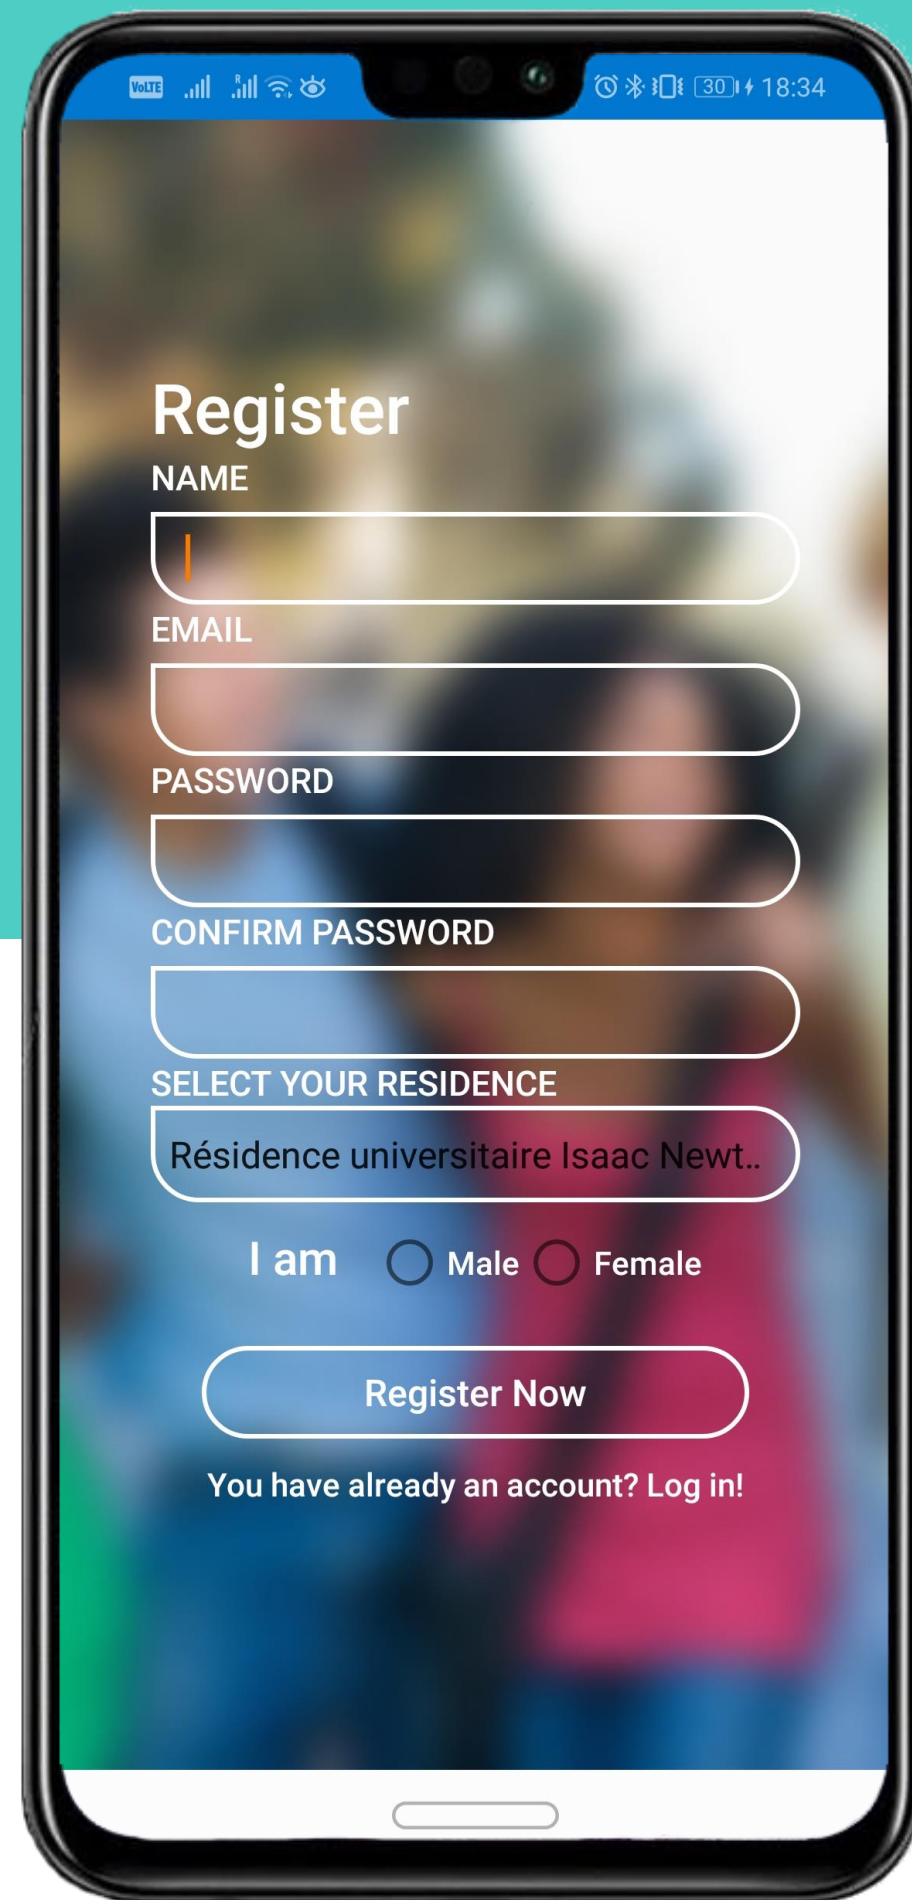 VoLTE R 30 18:34
Register
NAME
EMAIL
PASSWORD
CONFIRM PASSWORD
SELECT YOUR RESIDENCE
Résidence universitaire Isaac Newt..
I am Male Female
Register Now
You have already an account? Log in!